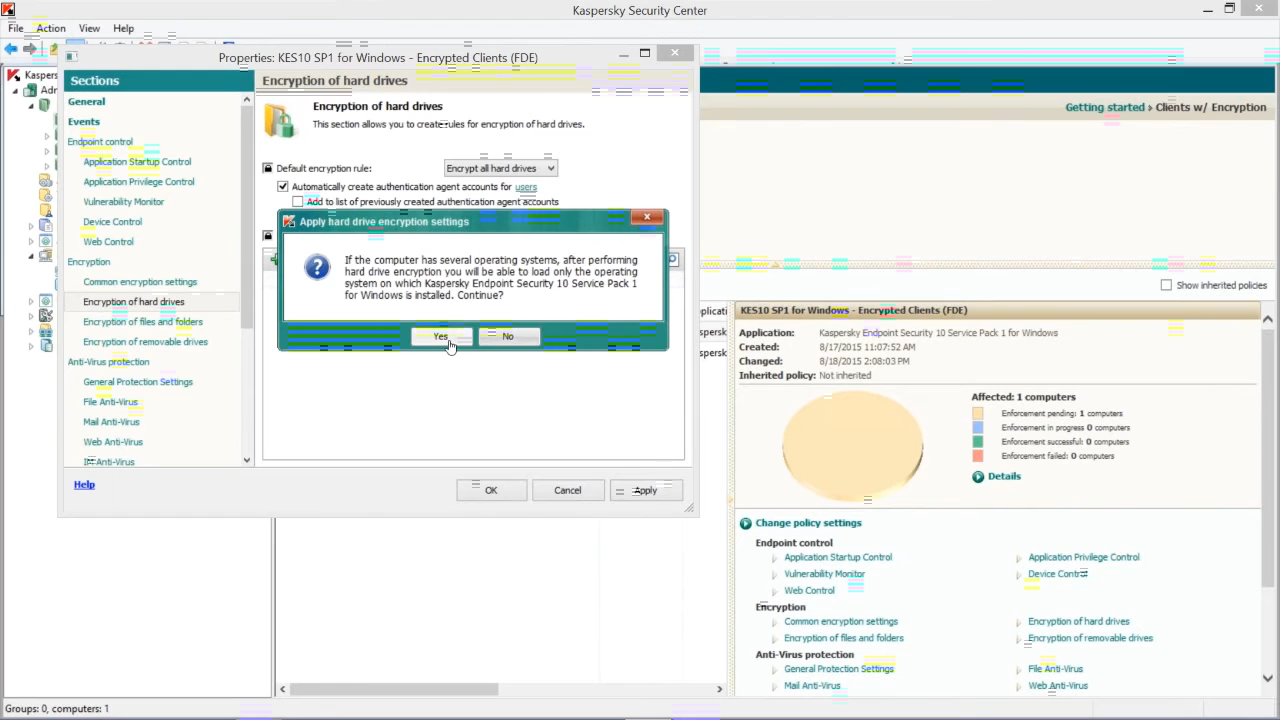 Kaspersky Security Center
File Action View Help
Properties: KES10 SP1 for Windows - Encrypted Clients (FDE)
Sections
General
Events
Endpoint control
Application Startup Control
Application Privilege Control
Vulnerability Monitor
Device Control
Web Control
Encryption
Common encryption settings
Encryption of hard drives
Encryption of files and folders
Encryption of removable drives
Anti-Virus protection
General Protection Settings
File Anti-Virus
Mail Anti-Virus
Web Anti-Virus
IM Anti-Virus
Encryption of hard drives
Encryption of hard drives
This section allows you to create rules for encryption of hard drives.
Default encryption rule:
Encrypt all hard drives
Automatically create authentication agent accounts for users
Add to list of previously created authentication agent accounts
Apply hard drive encryption settings
If the computer has several operating systems, after performing
hard drive encryption you will be able to load only the operating
system on which Kaspersky Endpoint Security 10 Service Pack 1
for Windows is installed. Continue?
Yes
No
Help
OK
Cancel
Apply
Getting started › Clients w/ Encryption
Show inherited policies
KES10 SP1 for Windows - Encrypted Clients (FDE)
Application: Kaspersky Endpoint Security 10 Service Pack 1 for Windows
Created: 8/17/2015 11:07:52 AM
Changed: 8/18/2015 2:08:03 PM
Inherited policy: Not inherited
Affected: 1 computers
Enforcement pending: 1 computers
Enforcement in progress 0 computers
Enforcement successful: 0 computers
Enforcement failed: 0 computers
Details
Change policy settings
Endpoint control
Application Startup Control
Application Privilege Control
Vulnerability Monitor
Device Control
Web Control
Encryption
Common encryption settings
Encryption of hard drives
Encryption of files and folders
Encryption of removable drives
Anti-Virus protection
General Protection Settings
File Anti-Virus
Mail Anti-Virus
Web Anti-Virus
Groups: 0, computers: 1